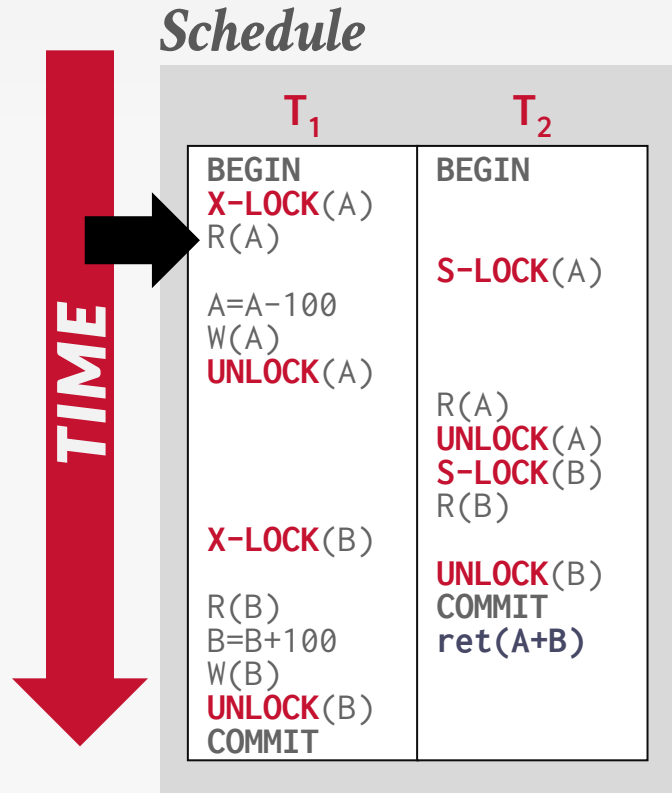 Schedule
TIME
T1 T2
BEGIN BEGIN
X-LOCK(A)
R(A)
S-LOCK(A)
A=A-100
W(A)
UNLOCK(A)
R(A)
UNLOCK(A)
S-LOCK(B)
R(B)
X-LOCK(B)
UNLOCK(B)
R(B) COMMIT
B=B+100 ret(A+B)
W(B)
UNLOCK(B)
COMMIT